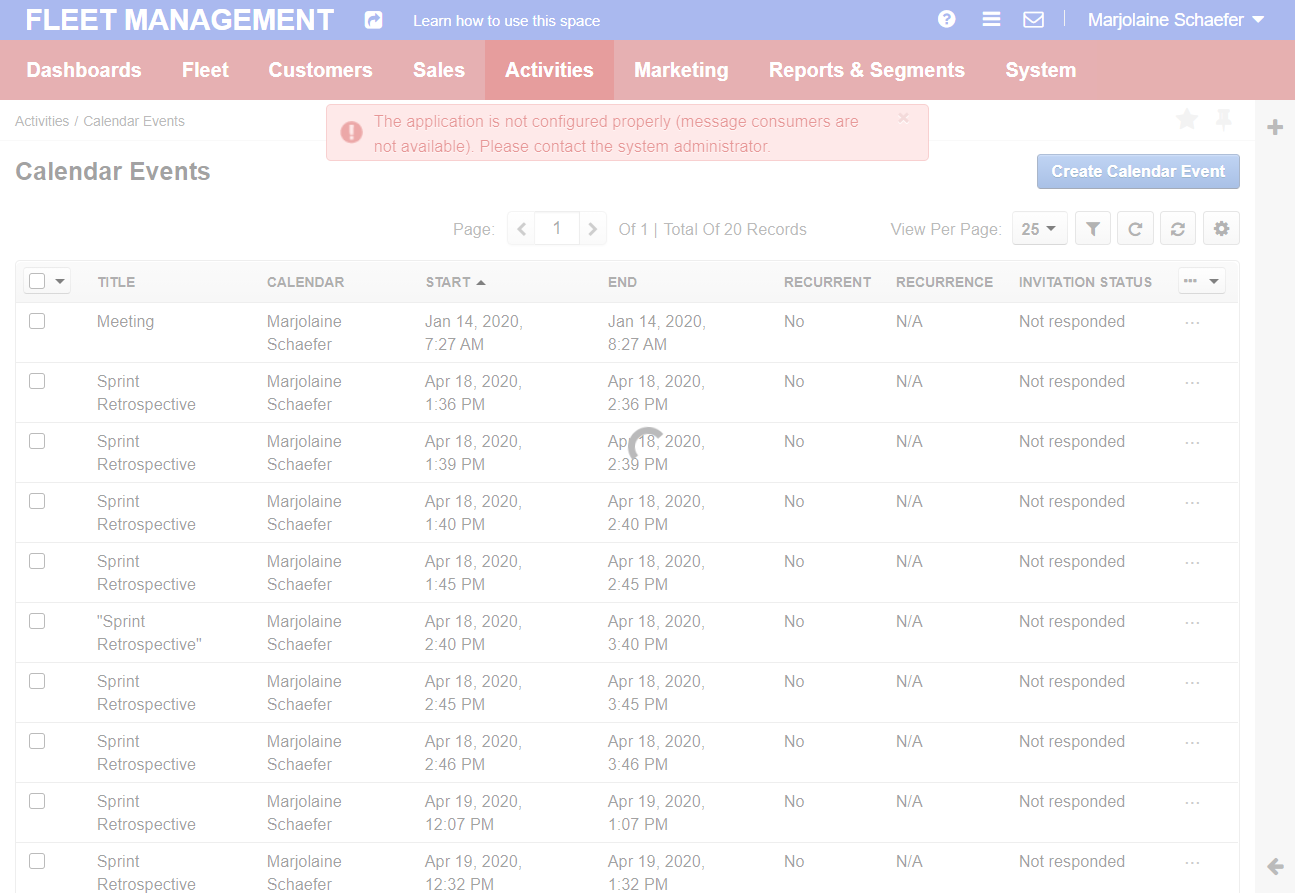 FLEET MANAGEMENT Learn how to use this space Marjolaine Schaefer
Dashboards Fleet Customers Sales Activities Marketing Reports & Segments System
Activities / Calendar Events
The application is not configured properly (message consumers are
not available). Please contact the system administrator.
Calendar Events
Create Calendar Event
Page: 1 Of 1 | Total Of 20 Records View Per Page: 25
TITLE CALENDAR START END RECURRENT RECURRENCE INVITATION STATUS
Meeting Marjolaine Jan 14, 2020, Jan 14, 2020, No N/A Not responded
Schaefer 7:27 AM 8:27 AM
Sprint Marjolaine Apr 18, 2020, Apr 18, 2020, No N/A Not responded
Retrospective Schaefer 1:36 PM 2:36 PM
Sprint Marjolaine Apr 18, 2020, Apr 18, 2020, No N/A Not responded
Retrospective Schaefer 1:39 PM 2:39 PM
Sprint Marjolaine Apr 18, 2020, Apr 18, 2020, No N/A Not responded
Retrospective Schaefer 1:40 PM 2:40 PM
Sprint Marjolaine Apr 18, 2020, Apr 18, 2020, No N/A Not responded
Retrospective Schaefer 1:45 PM 2:45 PM
"Sprint Marjolaine Apr 18, 2020, Apr 18, 2020, No N/A Not responded
Retrospective" Schaefer 2:40 PM 3:40 PM
Sprint Marjolaine Apr 18, 2020, Apr 18, 2020, No N/A Not responded
Retrospective Schaefer 2:45 PM 3:45 PM
Sprint Marjolaine Apr 18, 2020, Apr 18, 2020, No N/A Not responded
Retrospective Schaefer 2:46 PM 3:46 PM
Sprint Marjolaine Apr 19, 2020, Apr 19, 2020, No N/A Not responded
Retrospective Schaefer 12:07 PM 1:07 PM
Sprint Marjolaine Apr 19, 2020, Apr 19, 2020, No N/A Not responded
Retrospective Schaefer 12:32 PM 1:32 PM